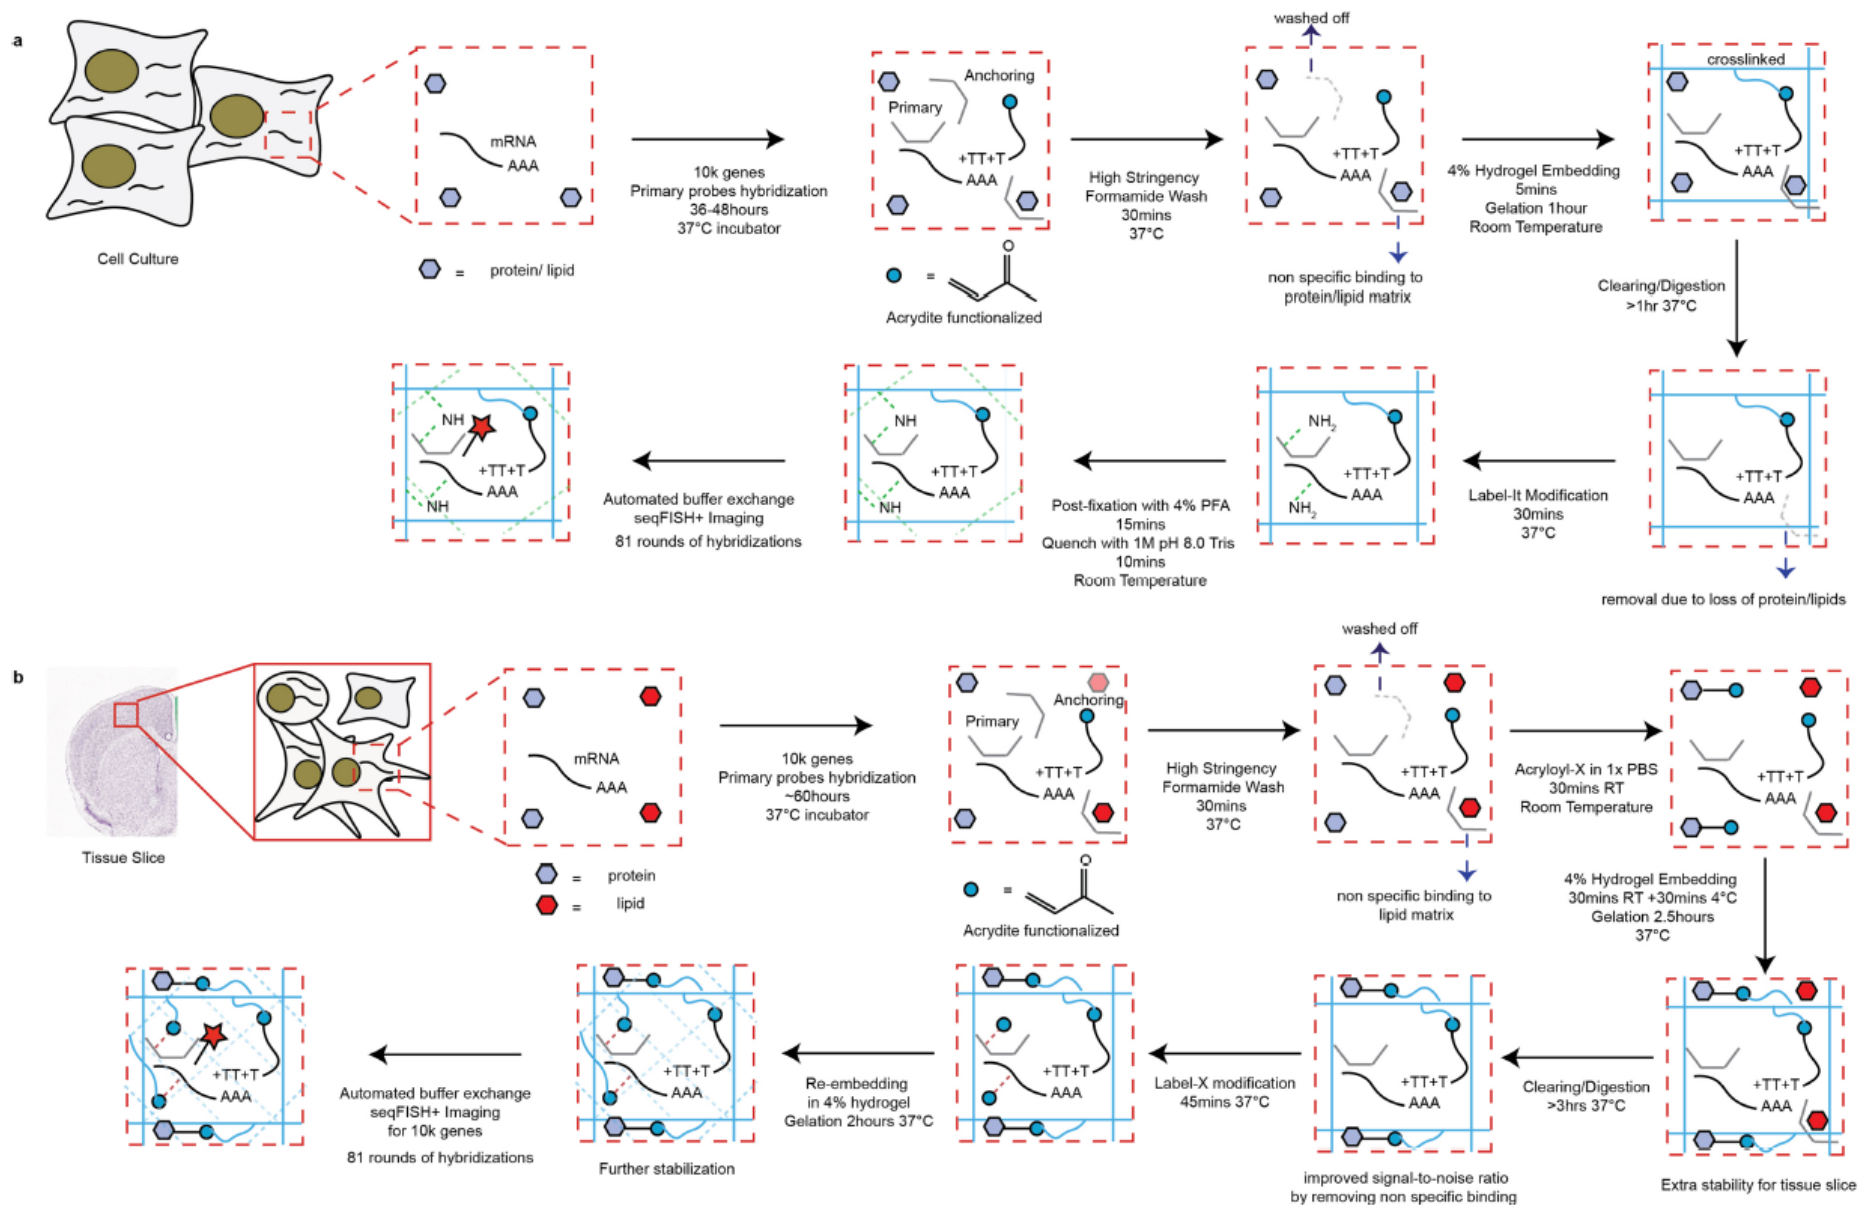 a
Cell Culture
mRNA
AAA
= protein/ lipid
10k genes
Primary probes hybridization
36-48hours
37°C incubator
Anchoring
Primary
+TT+T
AAA
O
=
Acrydite functionalized
High Stringency
Formamide Wash
30mins
37°C
washed off
+TT+T
AAA
non specific binding to
protein/lipid matrix
4% Hydrogel Embedding
5mins
Gelation 1hour
Room Temperature
crosslinked
+TT+T
AAA
Clearing/Digestion
>1hr 37°C
+TT+T
AAA
removal due to loss of protein/lipids
Label-It Modification
30mins
37°C
NH2
+TT+T
AAA
NH2
Post-fixation with 4% PFA
15mins
Quench with 1M pH 8.0 Tris
10mins
Room Temperature
NH
+TT+T
AAA
NH
Automated buffer exchange
seqFISH+ Imaging
81 rounds of hybridizations
NH
+TT+T
AAA
NH
b
Tissue Slice
mRNA
AAA
= protein
= lipid
10k genes
Primary probes hybridization
~60hours
37°C incubator
Anchoring
Primary
+TT+T
AAA
O
=
Acrydite functionalized
High Stringency
Formamide Wash
30mins
37°C
washed off
+TT+T
AAA
non specific binding to
lipid matrix
Acryloyl-X in 1x PBS
30mins RT
Room Temperature
+TT+T
AAA
4% Hydrogel Embedding
30mins RT +30mins 4°C
Gelation 2.5hours
37°C
+TT+T
AAA
Extra stability for tissue slice
Clearing/Digestion
>3hrs 37°C
+TT+T
AAA
improved signal-to-noise ratio
by removing non specific binding
Label-X modification
45mins 37°C
+TT+T
AAA
Re-embedding
in 4% hydrogel
Gelation 2hours 37°C
+TT+T
AAA
Further stabilization
Automated buffer exchange
seqFISH+ Imaging
for 10k genes
81 rounds of hybridizations
+TT+T
AAA